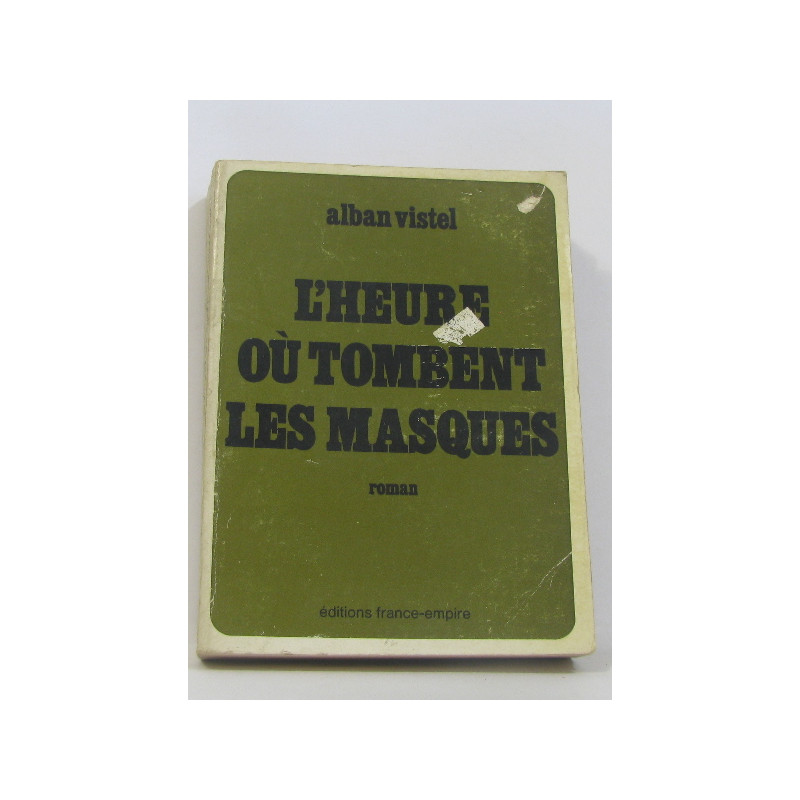 alban vistel
L'HEURE
OÙ TOMBENT
LES MASQUES
roman
éditions france-empire